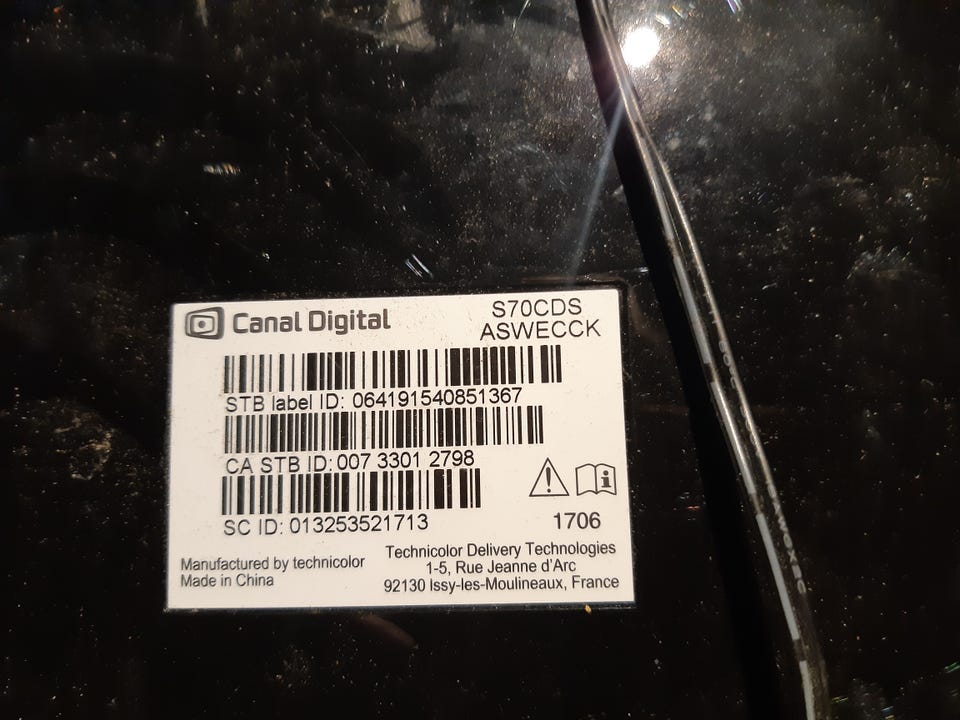 Canal Digital
S70CDS
ASWECCK
STB label ID: 064191540851367
CA STB ID: 007 3301 2798
SC ID: 013253521713
1706
Manufactured by technicolor
Made in China
Technicolor Delivery Technologies
1-5, Rue Jeanne d'Arc
92130 Issy-les-Moulineaux, France